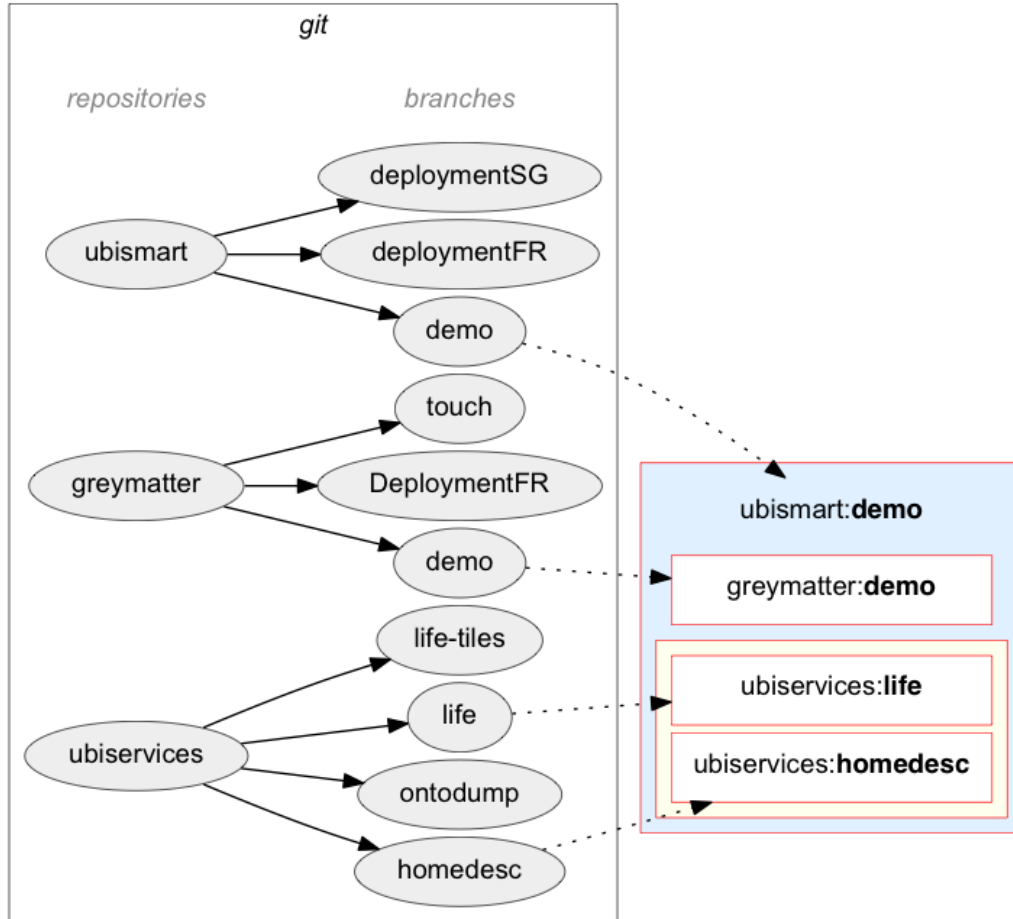 git
repositories
branches
deploymentSG
ubismart
deploymentFR
demo
touch
greymatter
DeploymentFR
demo
life-tiles
life
ubiservices
ontodump
homedesc
ubismart:demo
greymatter:demo
ubiservices:life
ubiservices:homedesc